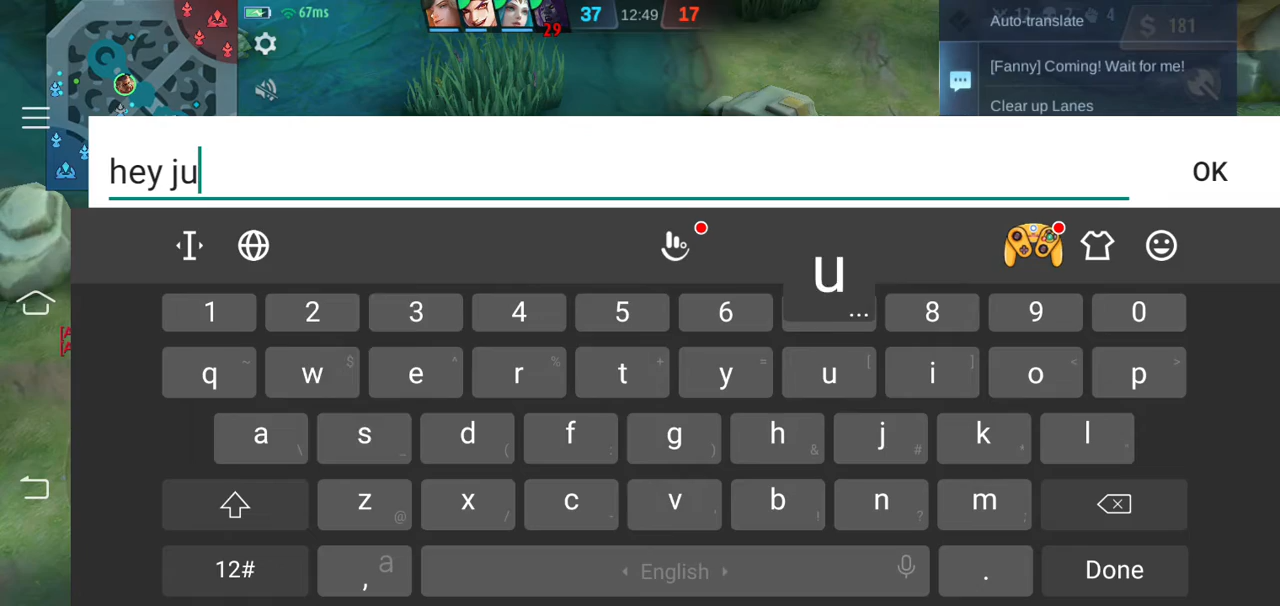 67ms
37 12:49 17
29
Auto-translate
4
$ 181
[Fanny] Coming! Wait for me!
Clear up Lanes
hey ju
OK
u
...
1 2 3 4 5 6 8 9 0
q ~ w $ e ^ r % t + y = u [ i ] o < p >
a \ s _ d ( f : g ) h & j # k * l "
z @ x / c - v ' b ! n ? m ;
12# , a English . Done